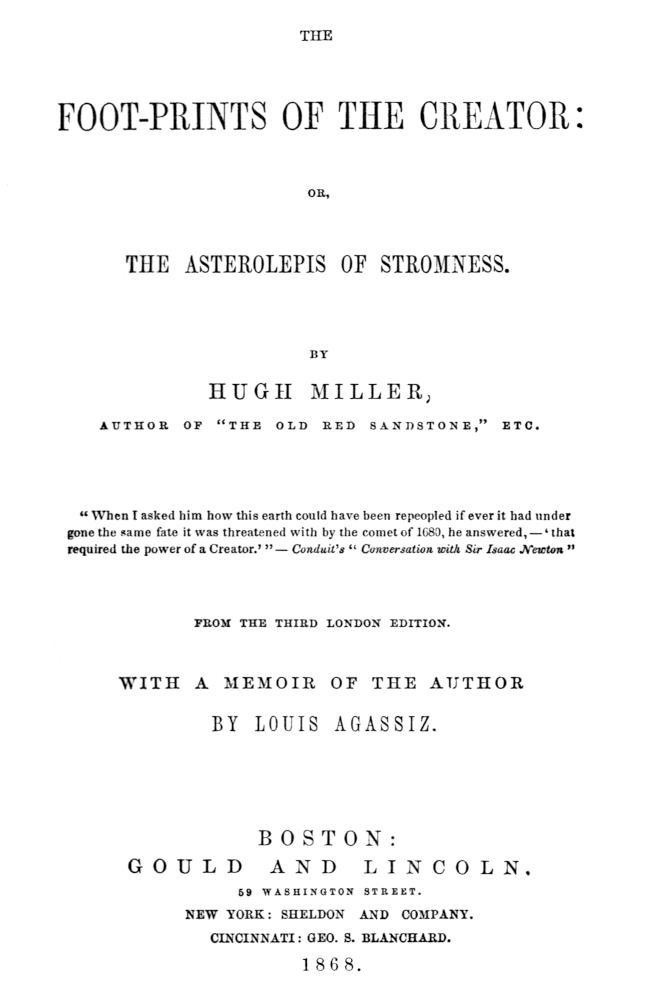 THE
FOOT-PRINTS OF THE CREATOR:
OR,
THE ASTEROLEPIS OF STROMNESS.
BY
HUGH MILLER,
AUTHOR OF "THE OLD RED SANDSTONE," ETC.
“ When I asked him how this earth could have been repeopled if ever it had under
gone the same fate it was threatened with by the comet of 1680, he answered, — ‘ that
required the power of a Creator.’ ” — Conduit's “ Conversation with Sir Isaac Newton ”
FROM THE THIRD LONDON EDITION.
WITH A MEMOIR OF THE AUTHOR
BY LOUIS AGASSIZ.
BOSTON:
GOULD AND LINCOLN.
59 WASHINGTON STREET.
NEW YORK: SHELDON AND COMPANY.
CINCINNATI: GEO. S. BLANCHARD.
1868.